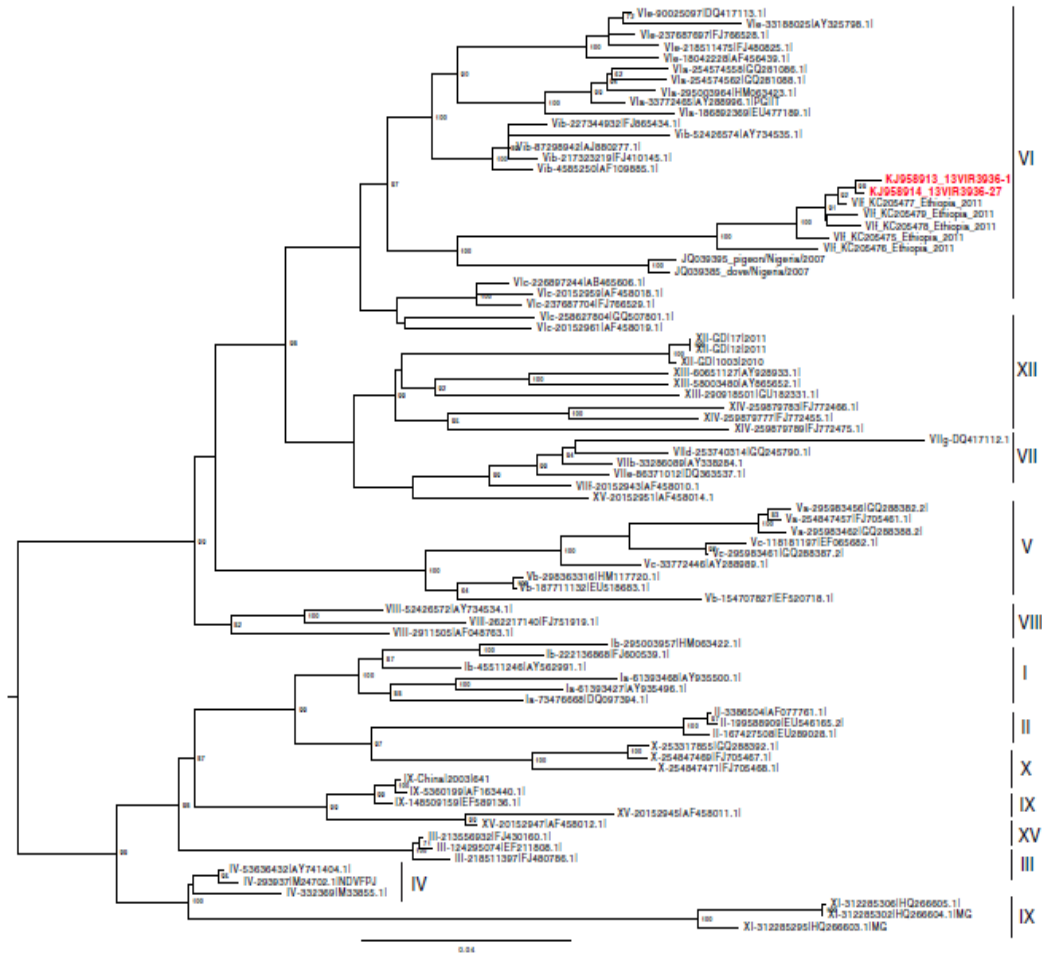 VIe-90025097|DQ417113.1|
VIe-33188025|AY325798.1|
VIe-237687697|FJ766528.1|
VIe-218511475|FJ480825.1|
VIe-18042228|AF456439.1|
VIa-254574558|GQ281086.1|
VIa-254574562|GQ281088.1|
VIa-295003964|HM063423.1|
VIa-33772465|AY288996.1|PG|IT
VIa-186892369|EU477189.1|
Vib-227344932|FJ865434.1|
Vib-52426574|AY734535.1|
Vib-87298942|AJ880277.1|
Vib-217323219|FJ410145.1|
Vib-4585250|AF109885.1|
VI
KJ958913_13VIR3936-1
KJ958914_13VIR3936-27
VIf_KC205477_Ethiopia_2011
VIf_KC205479_Ethiopia_2011
VIf_KC205478_Ethiopia_2011
VIf_KC205475_Ethiopia_2011
VIf_KC205476_Ethiopia_2011
JQ039395_pigeon/Nigeria/2007
JQ039385_dove/Nigeria/2007
VIc-226897244|AB465606.1|
VIc-20152959|AF458018.1|
VIc-237687704|FJ766529.1|
VIc-258627804|GQ507801.1|
VIc-20152961|AF458019.1|
XII-GD|17|2011
XII-GD|12|2011
XII-GD|1003|2010
XII
XIII-60651127|AY928933.1|
XIII-58003480|AY865652.1|
XIII-290918501|GU182331.1|
XIV-259879783|FJ772466.1|
XIV-259879777|FJ772455.1|
XIV-259879789|FJ772475.1|
VIIg-DQ417112.1
VIId-253740314|GQ245790.1|
VII
VIIb-33286089|AY338284.1
VIIe-86371012|DQ363537.1|
VIIf-20152943|AF458010.1
XV-20152951|AF458014.1
Va-295983456|GQ288382.2|
Va-254847457|FJ705461.1|
Va-295983462|GQ288388.2|
Vc-118181197|EF065682.1|
V
Vc-295983461|GQ288387.2|
Vc-33772446|AY288989.1|
Vb-298363316|HM117720.1|
Vb-187711132|EU518683.1|
Vb-154707827|EF520718.1|
VIII-52426572|AY734534.1|
VIII-262217140|FJ751919.1|
VIII
VIII-2911505|AF048763.1|
Ib-295003957|HM063422.1|
Ib-222136868|FJ600539.1|
Ib-45511246|AY562991.1|
I
Ia-61393468|AY935500.1|
Ia-61393427|AY935496.1|
Ia-73476668|DQ097394.1|
II-3386504|AF077761.1|
II-199588909|EU546165.2|
II
II-167427508|EU289028.1|
X-253317855|GQ288392.1|
X-254847469|FJ705467.1|
X-254847471|FJ705468.1|
X
IX-China|2003|641
IX-5360199|AF163440.1|
IX-148509159|EF589136.1|
IX
XV-20152945|AF458011.1|
XV-20152947|AF458012.1|
XV
III-213556932|FJ430160.1|
III-124295074|EF211808.1|
III-218511397|FJ480786.1|
III
IV-53636432|AY741404.1|
IV-293937|M24702.1|NDVFPJ
IV-332369|M33855.1|
IV
XI-312285306|HQ266605.1|
XI-312285302|HQ266604.1|MG
XI-312285295|HQ266603.1|MG
IX
0.04